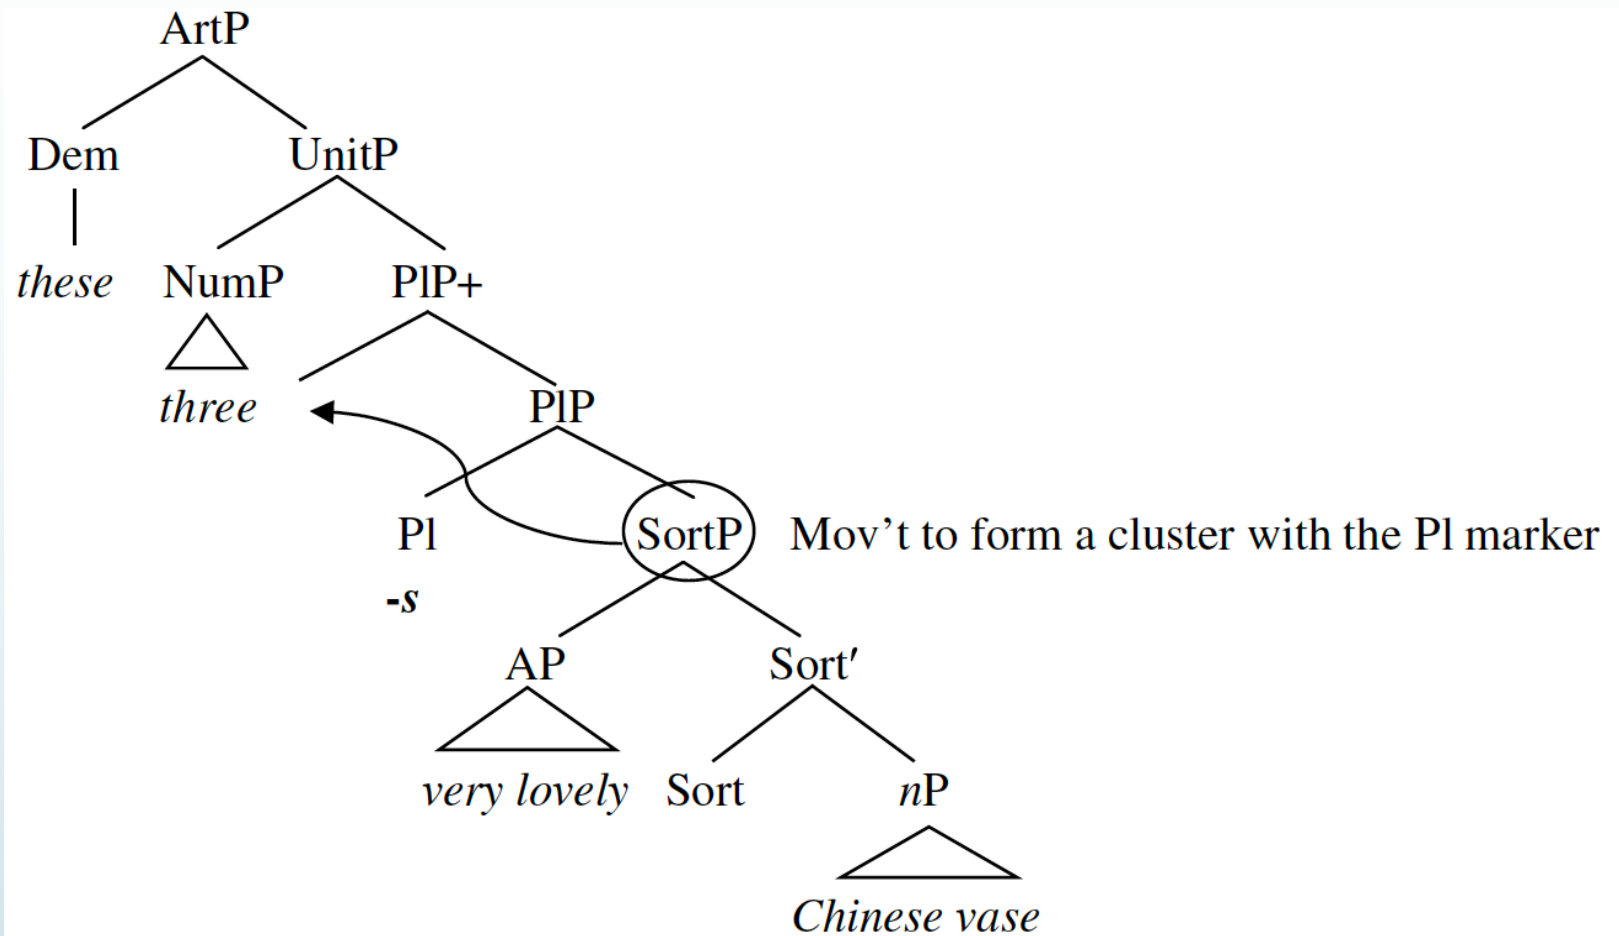 ArtP
Dem UnitP
these NumP PlP+
three PlP
Pl SortP Mov’t to form a cluster with the Pl marker
-s
AP Sort′
very lovely Sort nP
Chinese vase